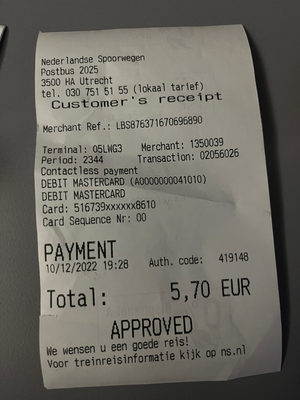 Nederlandse Spoorwegen
Postbus 2025
3500 HA Utrecht
tel. 030 751 51 55 (lokaal tarief)
Customer's receipt
Merchant Ref.: LBS876371670696890
Terminal: 05LWG3 Merchant: 1350039
Period: 2344 Transaction: 02056026
Contactless payment
DEBIT MASTERCARD (A0000000041010)
DEBIT MASTERCARD
Card: 516739xxxxxx8610
Card Sequence Nr: 00
PAYMENT
10/12/2022 19:28 Auth. code: 419148
Total: 5,70 EUR
APPROVED
We wensen u een goede reis!
Voor treinreisinformatie kijk op ns.nl